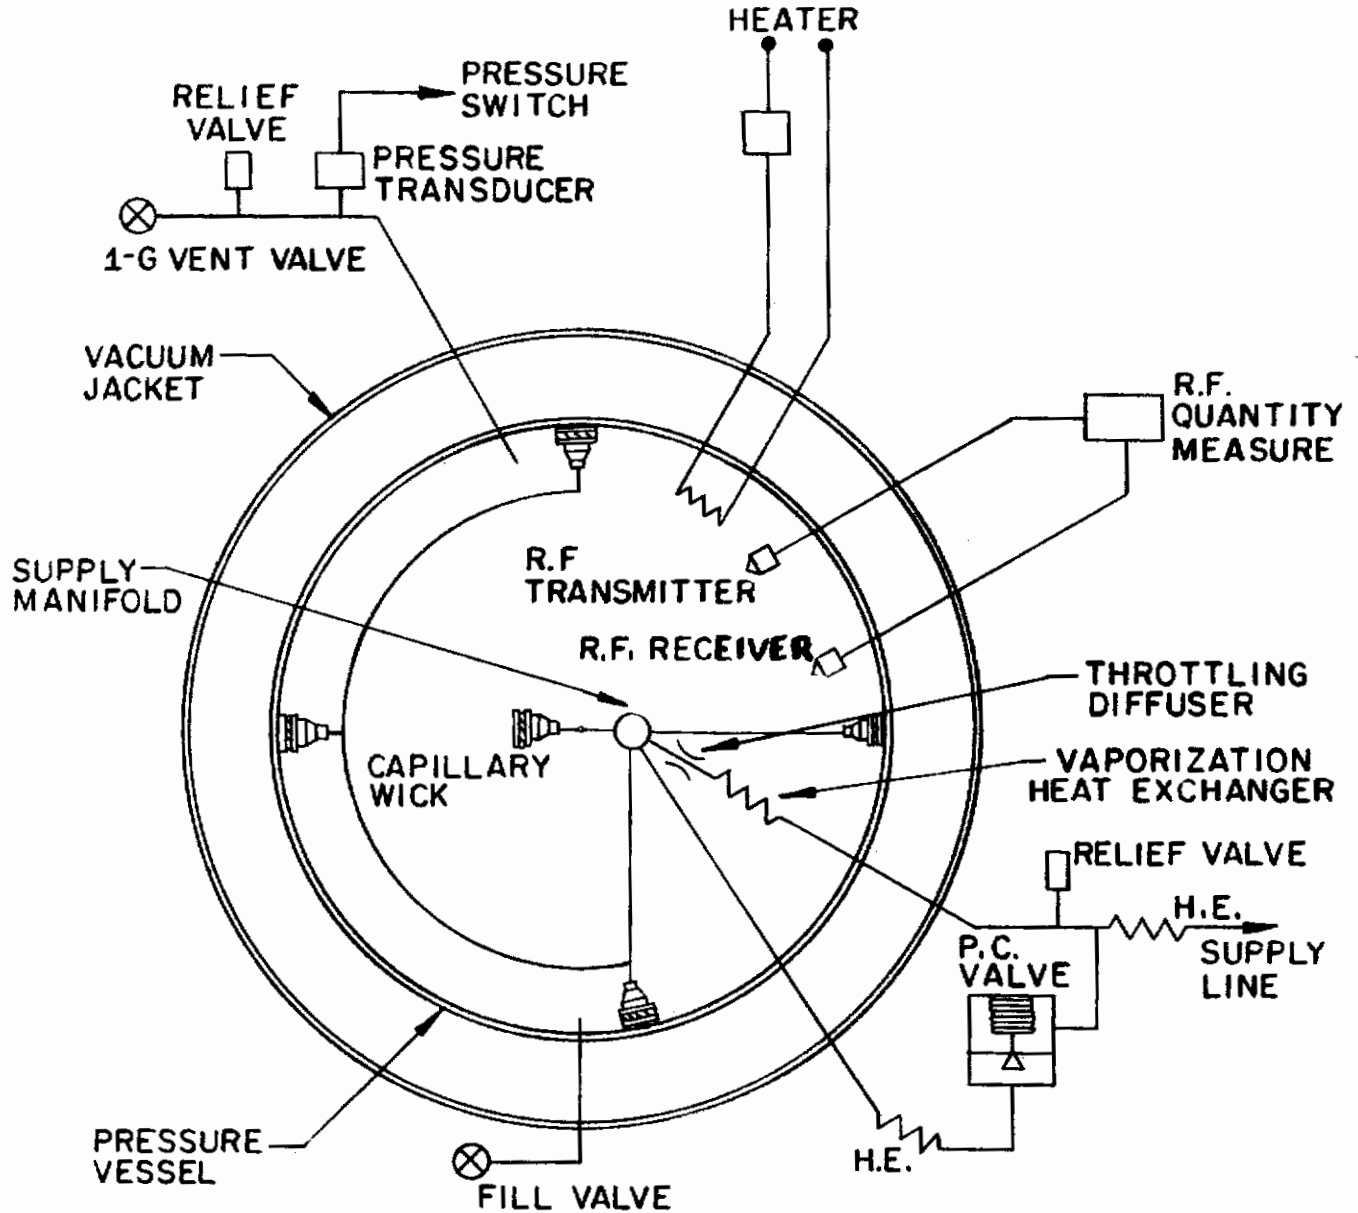 HEATER
PRESSURE
SWITCH
RELIEF
VALVE
PRESSURE
TRANSDUCER
1-G VENT VALVE
VACUUM
JACKET
R.F.
QUANTITY
MEASURE
R.F
TRANSMITTER
SUPPLY
MANIFOLD
R.F. RECEIVER
THROTTLING
DIFFUSER
CAPILLARY
WICK
VAPORIZATION
HEAT EXCHANGER
RELIEF VALVE
H.E.
SUPPLY
LINE
P.C.
VALVE
PRESSURE
VESSEL
H.E.
FILL VALVE